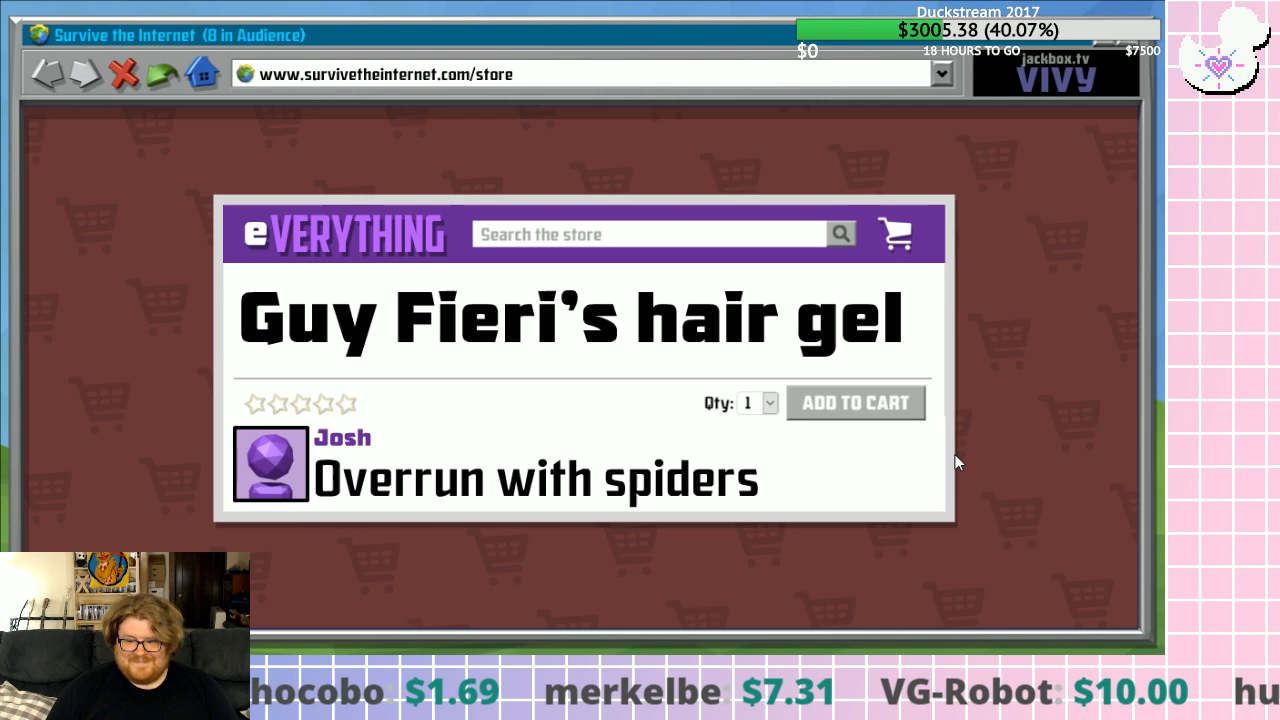 Duckstream 2017
Survive the Internet (8 in Audience)
$3005.38 (40.07%)
$0
18 HOURS TO GO
$7500
www.survivetheinternet.com/store
jackbox.tv
VIVY
eVERYTHING
Search the store
Guy Fieri's hair gel
Qty: 1
ADD TO CART
Josh
Overrun with spiders
hocobo: $1.69 merkelbe: $7.31 VG-Robot: $10.00 hu